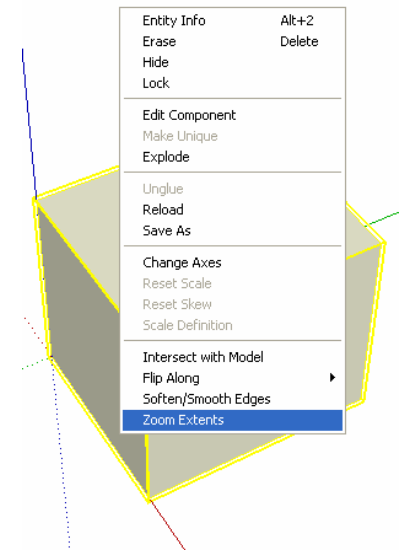 Entity Info Alt+2
Erase Delete
Hide
Lock
Edit Component
Make Unique
Explode
Unglue
Reload
Save As
Change Axes
Reset Scale
Reset Skew
Scale Definition
Intersect with Model
Flip Along
Soften/Smooth Edges
Zoom Extents